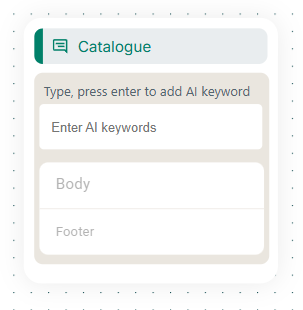 Catalogue
Type, press enter to add AI keyword
Enter AI keywords
Body
Footer